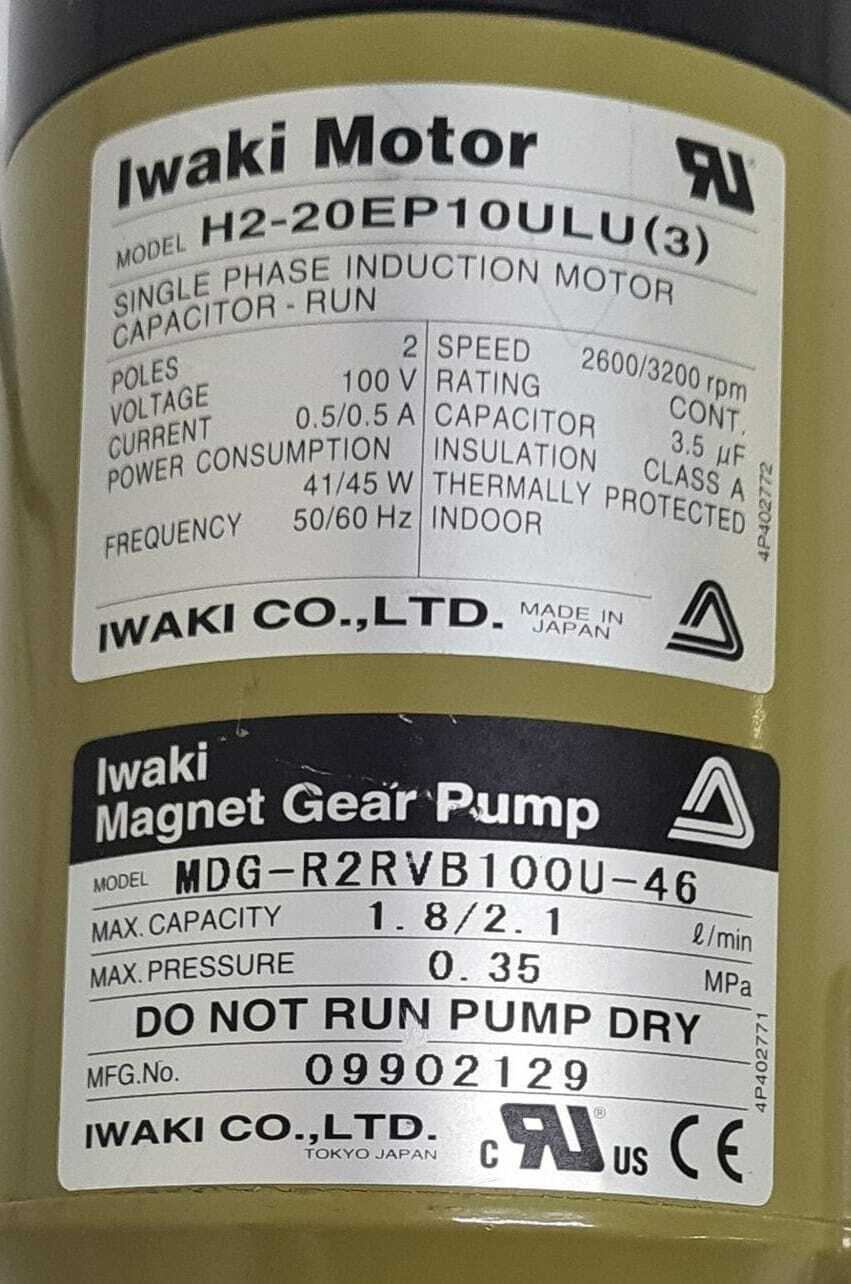 Iwaki Motor
MODEL H2-20EP10ULU(3)
SINGLE PHASE INDUCTION MOTOR
CAPACITOR - RUN
POLES 2
VOLTAGE 100 V
CURRENT 0.5/0.5 A
POWER CONSUMPTION
41/45 W
FREQUENCY 50/60 Hz
SPEED 2600/3200 rpm
RATING CONT.
CAPACITOR 3.5 µF
INSULATION CLASS A
THERMALLY PROTECTED
INDOOR
4P402772
IWAKI CO.,LTD. MADE IN
JAPAN
Iwaki
Magnet Gear Pump
MODEL MDG-R2RVB100U-46
MAX. CAPACITY 1.8/2.1 ℓ/min
MAX. PRESSURE 0.35 MPa
DO NOT RUN PUMP DRY
MFG.No. 09902129
4P402771
IWAKI CO.,LTD.
TOKYO JAPAN
C RU ® US CE